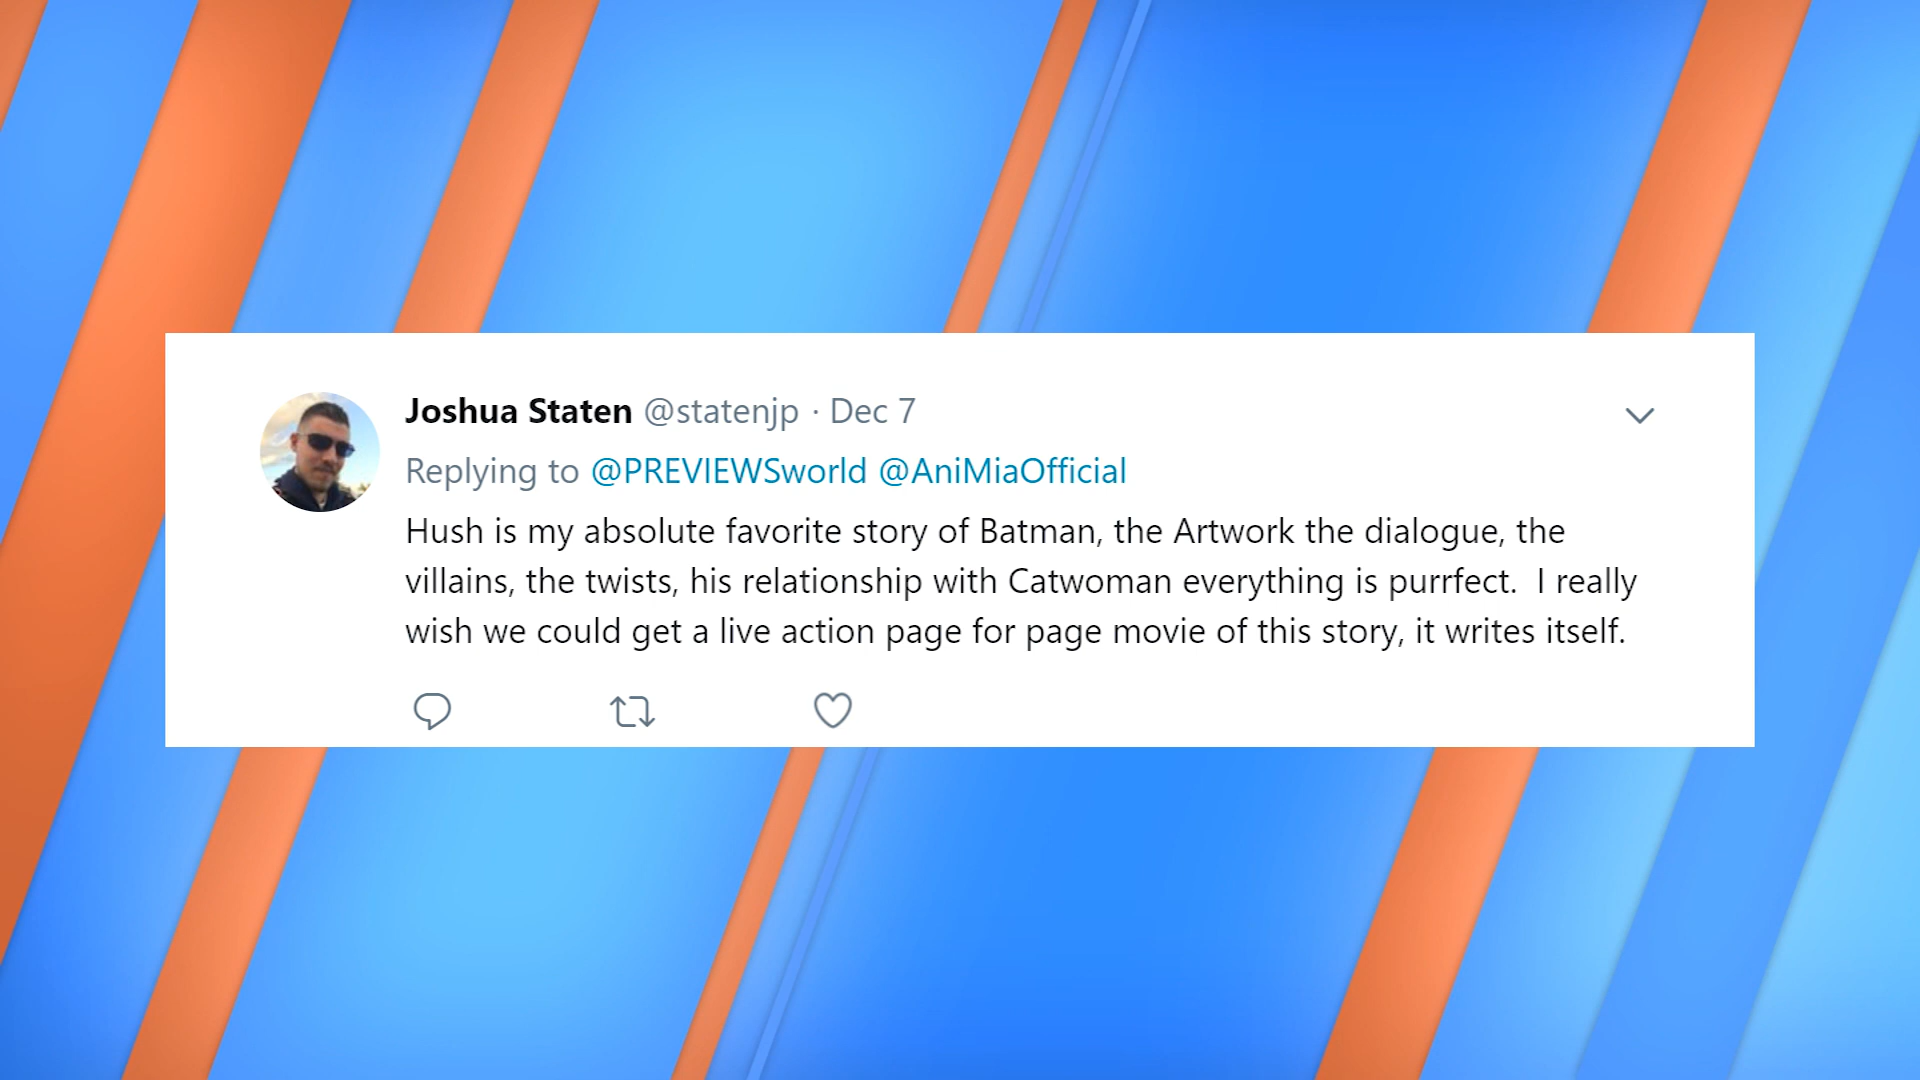 Joshua Staten @statenjp · Dec 7
Replying to @PREVIEWSworld @AniMiaOfficial
Hush is my absolute favorite story of Batman, the Artwork the dialogue, the
villains, the twists, his relationship with Catwoman everything is purrfect.  I really
wish we could get a live action page for page movie of this story, it writes itself.